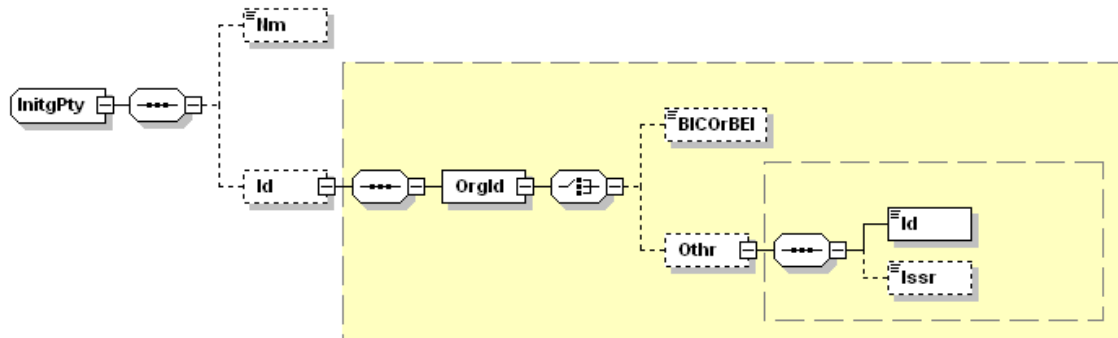 Nm
InitgPty
BICOrBEI
Id
OrgId
Id
Othr
Issr